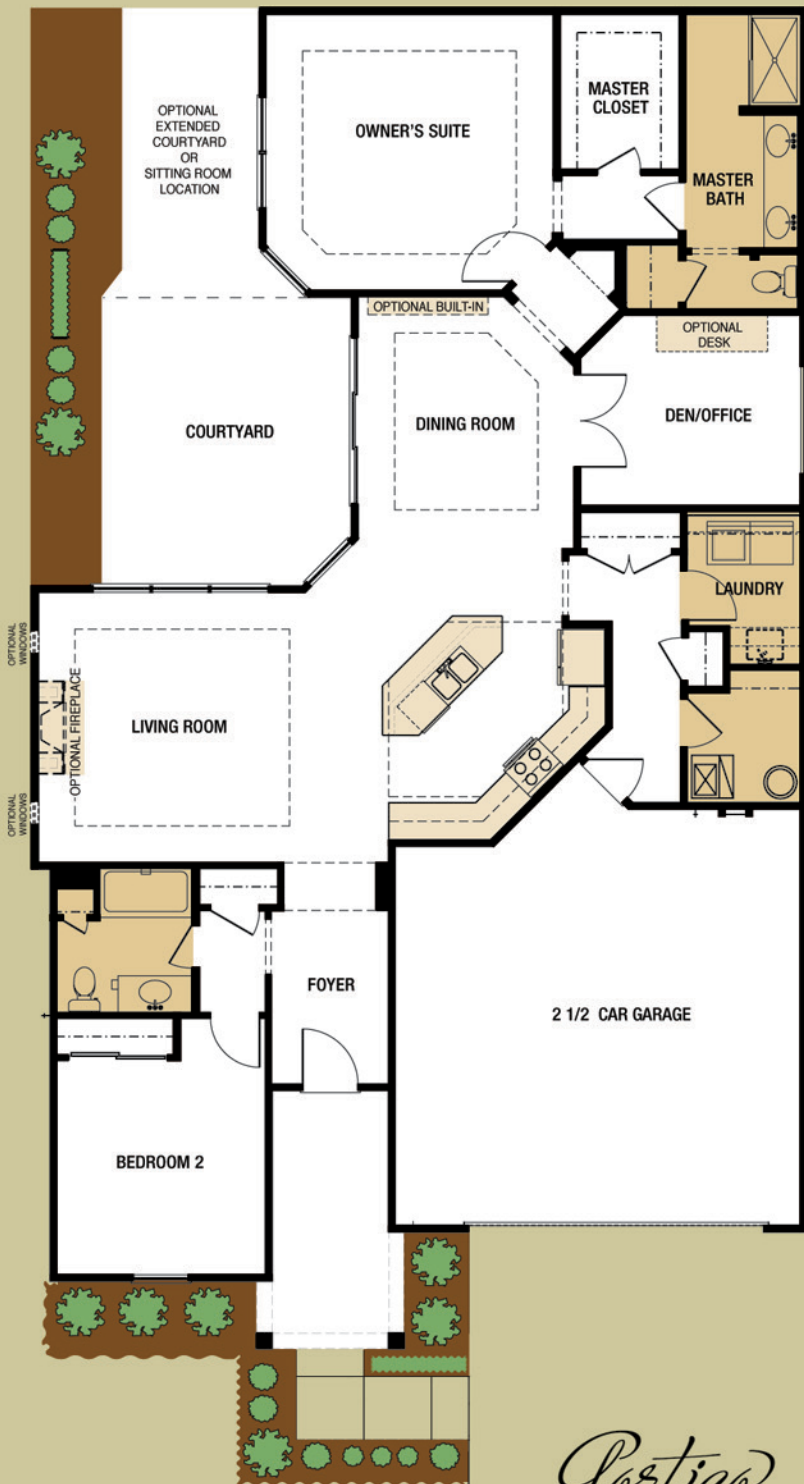 OPTIONAL
EXTENDED
COURTYARD
OR
SITTING ROOM
LOCATION
OWNER'S SUITE
MASTER
CLOSET
MASTER
BATH
OPTIONAL BUILT-IN
OPTIONAL
DESK
COURTYARD
DINING ROOM
DEN/OFFICE
LAUNDRY
OPTIONAL
WINDOWS
OPTIONAL FIREPLACE
LIVING ROOM
OPTIONAL
WINDOWS
FOYER
2 1/2 CAR GARAGE
BEDROOM 2
Portico